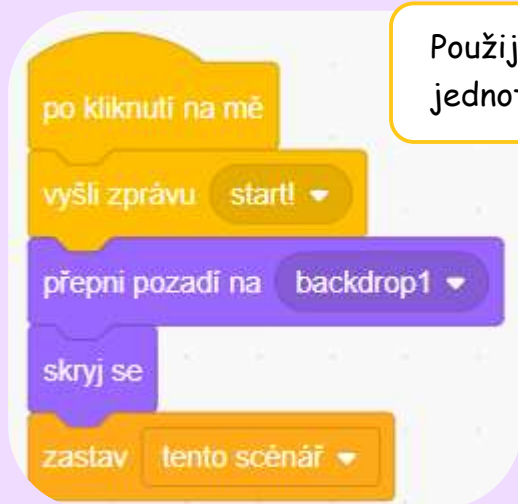 Použij
jednot
po kliknutí na mě
vyšli zprávu start!
přepni pozadí na backdrop1
skryj se
zastav tento scénář